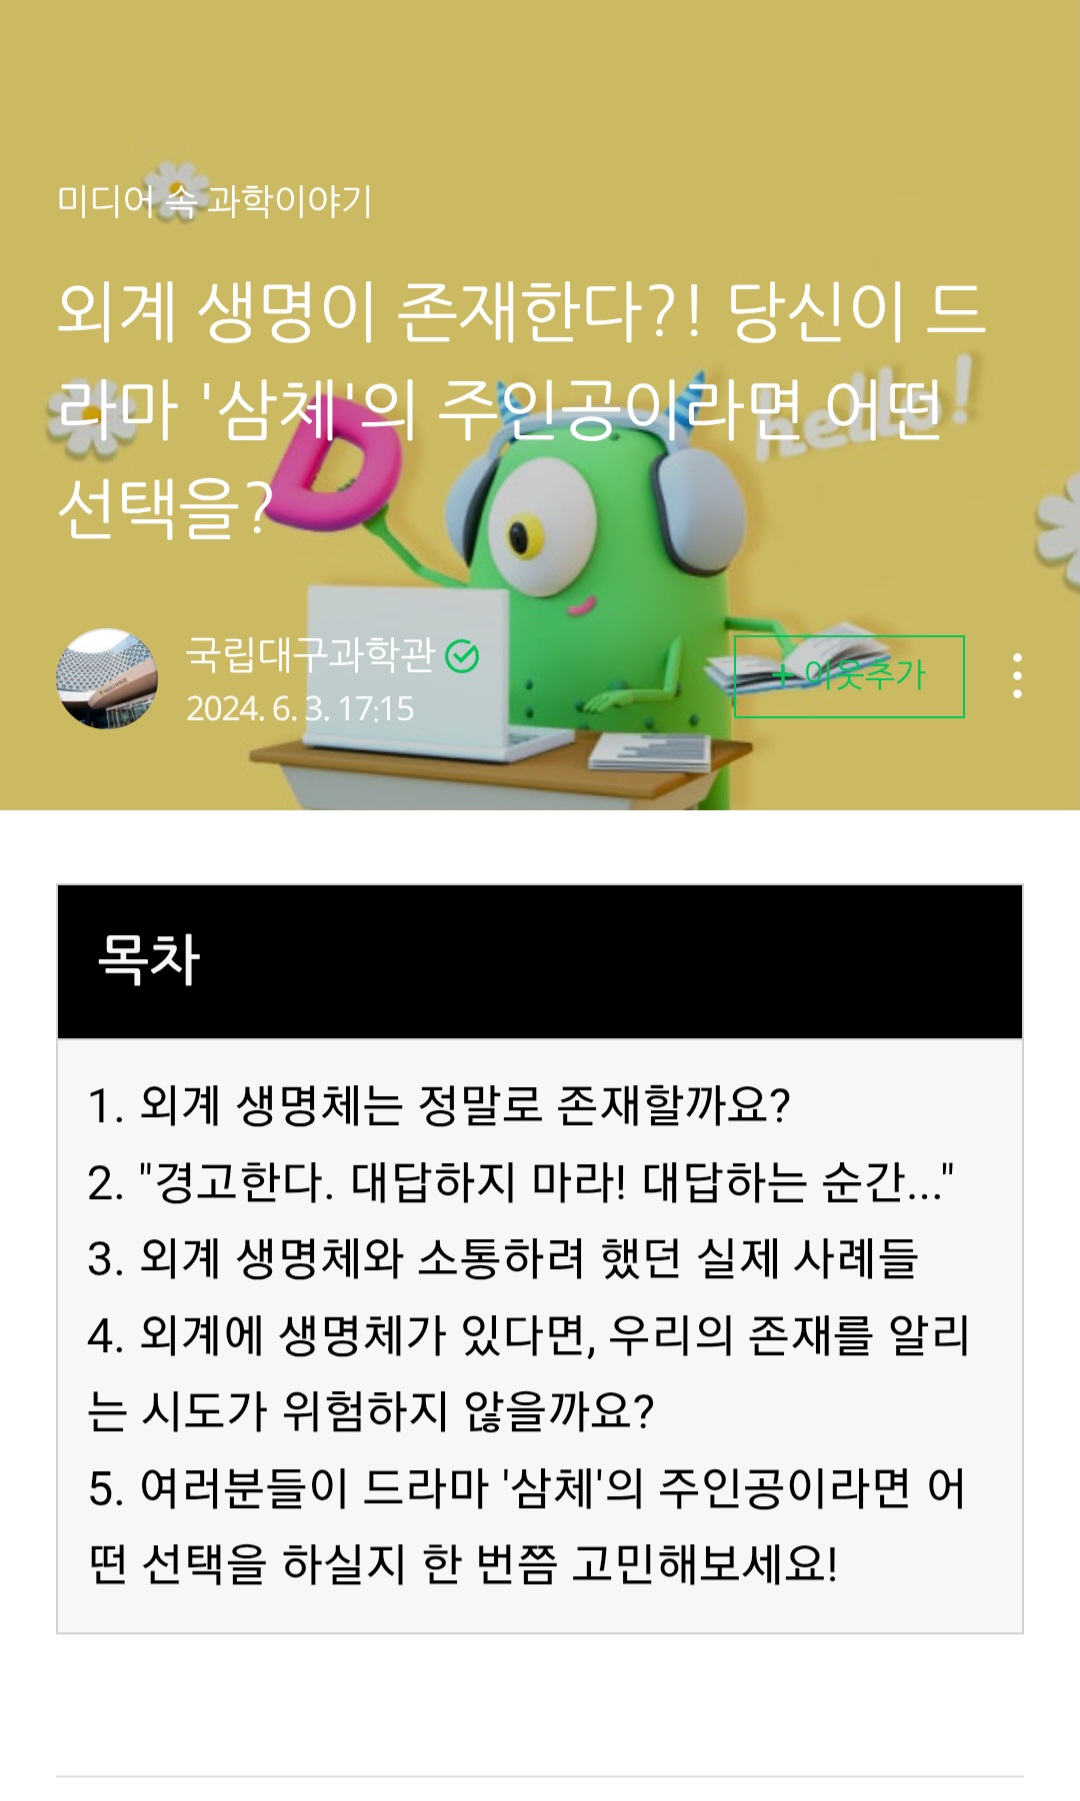 미디어 속 과학이야기
외계 생명이 존재한다?! 당신이 드
라마 '삼체'의 주인공이라면 어떤
선택을?
hello!
D
국립대구과학관
2024. 6. 3. 17:15
+ 이웃추가
목차
1. 외계 생명체는 정말로 존재할까요?
2. "경고한다. 대답하지 마라! 대답하는 순간..."
3. 외계 생명체와 소통하려 했던 실제 사례들
4. 외계에 생명체가 있다면, 우리의 존재를 알리
는 시도가 위험하지 않을까요?
5. 여러분들이 드라마 '삼체'의 주인공이라면 어
떤 선택을 하실지 한 번쯤 고민해보세요!